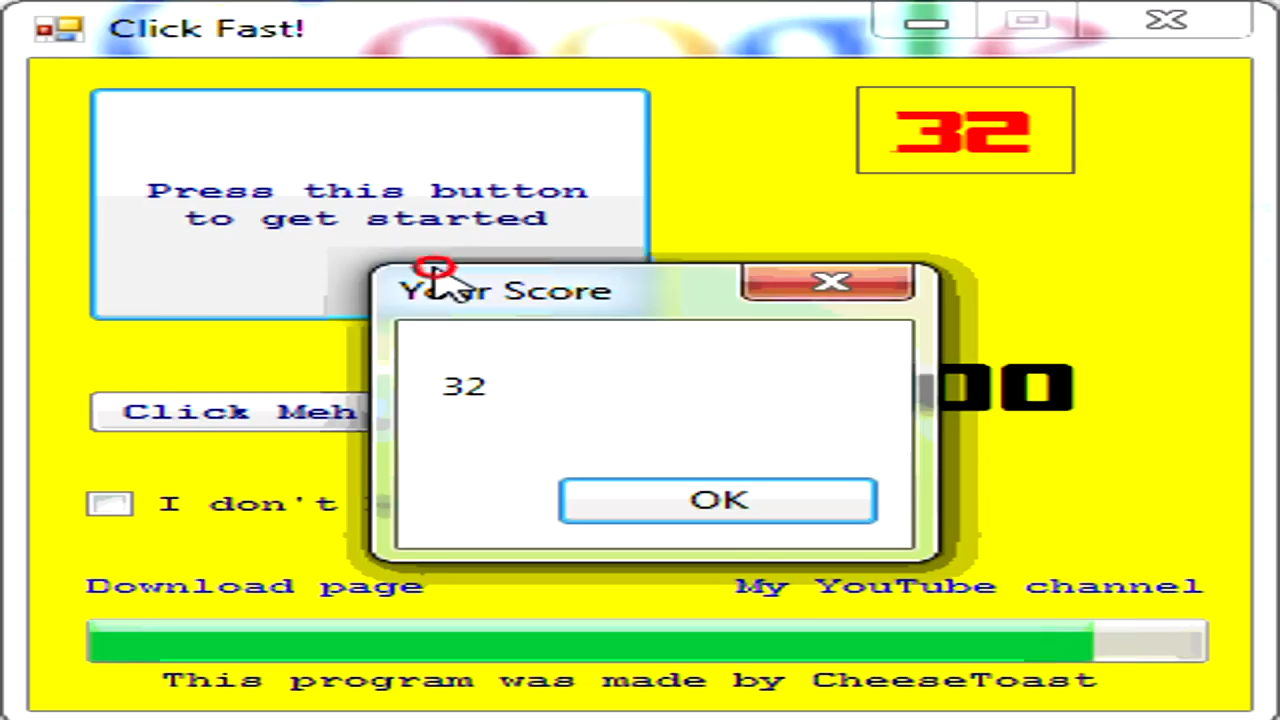 Click Fast!
32
Press this button
to get started
Your Score
32
00
Click Meh
OK
I don't
Download page
My YouTube channel
This program was made by CheeseToast